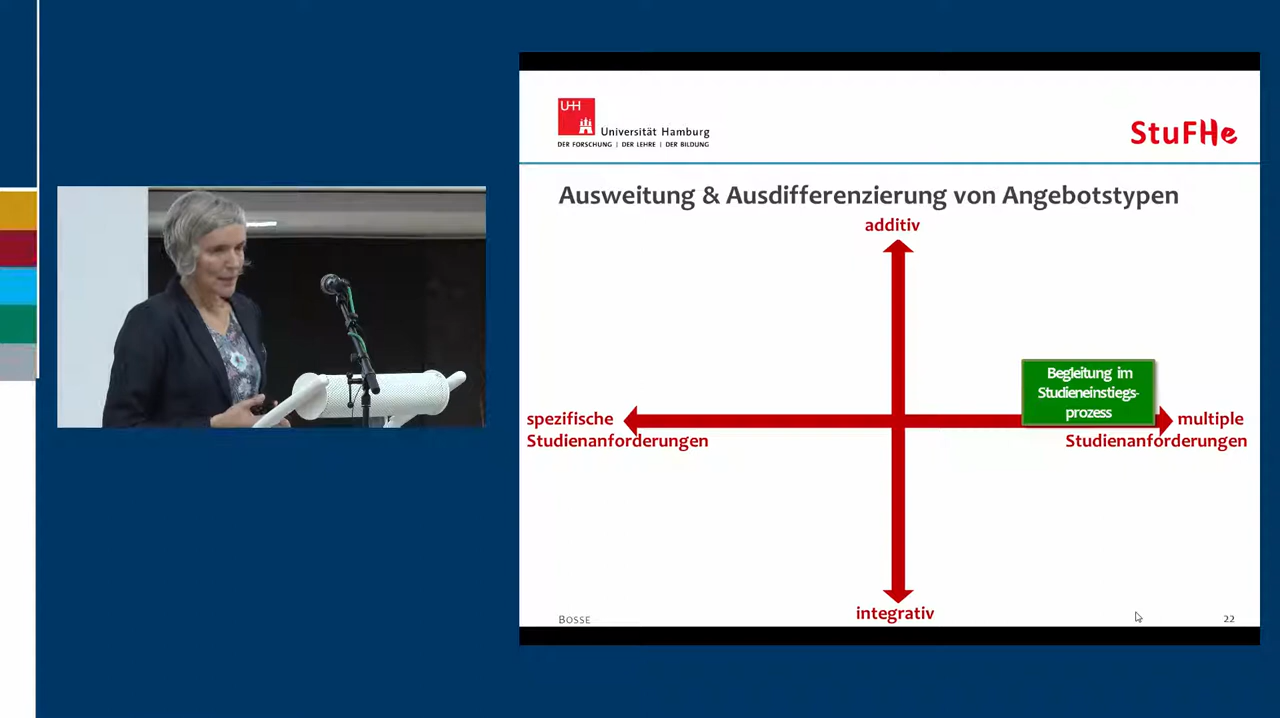 UHH
Universität Hamburg
DER FORSCHUNG | DER LEHRE | DER BILDUNG
StuFHe
Ausweitung & Ausdifferenzierung von Angebotstypen
additiv
Begleitung im
Studieneinstiegs-
prozess
spezifische
Studienanforderungen
multiple
Studienanforderungen
integrativ
BOSSE
22